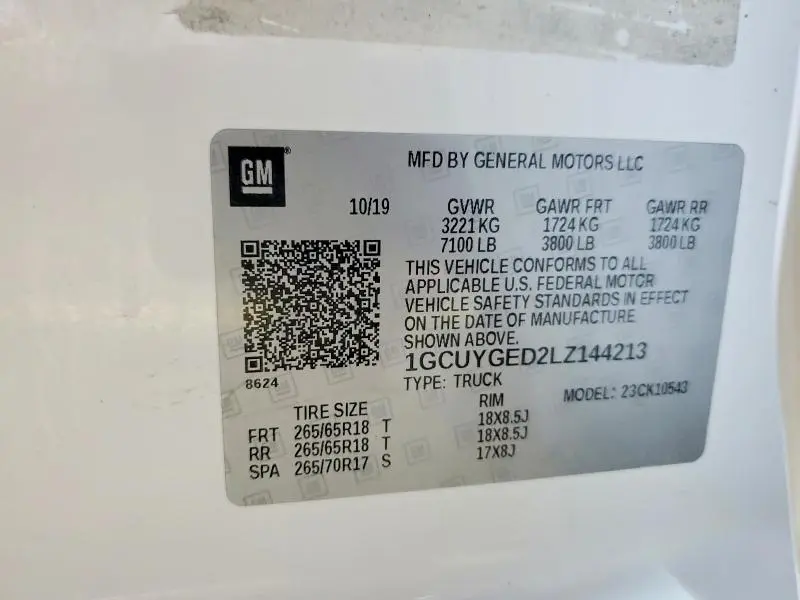 GM®
MFD BY GENERAL MOTORS LLC
10/19 GVWR GAWR FRT GAWR RR
3221 KG 1724 KG 1724 KG
7100 LB 3800 LB 3800 LB
THIS VEHICLE CONFORMS TO ALL
APPLICABLE U.S. FEDERAL MOTOR
VEHICLE SAFETY STANDARDS IN EFFECT
ON THE DATE OF MANUFACTURE
SHOWN ABOVE.
1GCUYGED2LZ144213
8624
TYPE: TRUCK
MODEL: 23CK10543
TIRE SIZE RIM
FRT 265/65R18 T 18X8.5J
RR 265/65R18 T 18X8.5J
SPA 265/70R17 S 17X8J